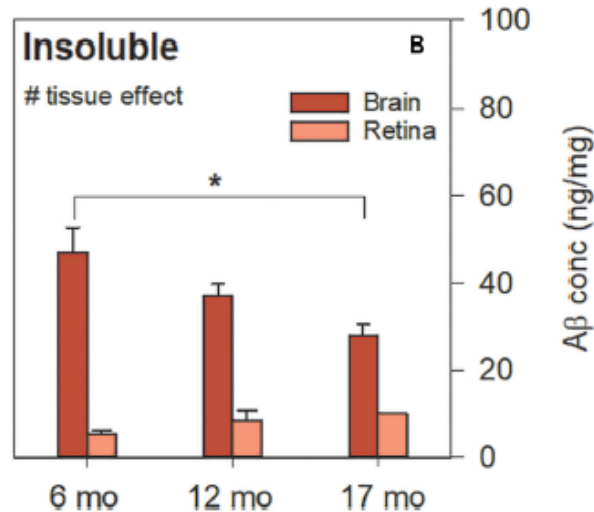 Insoluble
B
# tissue effect
Brain
Retina
*
100
80
60
40
20
0
Aβ conc (ng/mg)
6 mo
12 mo
17 mo